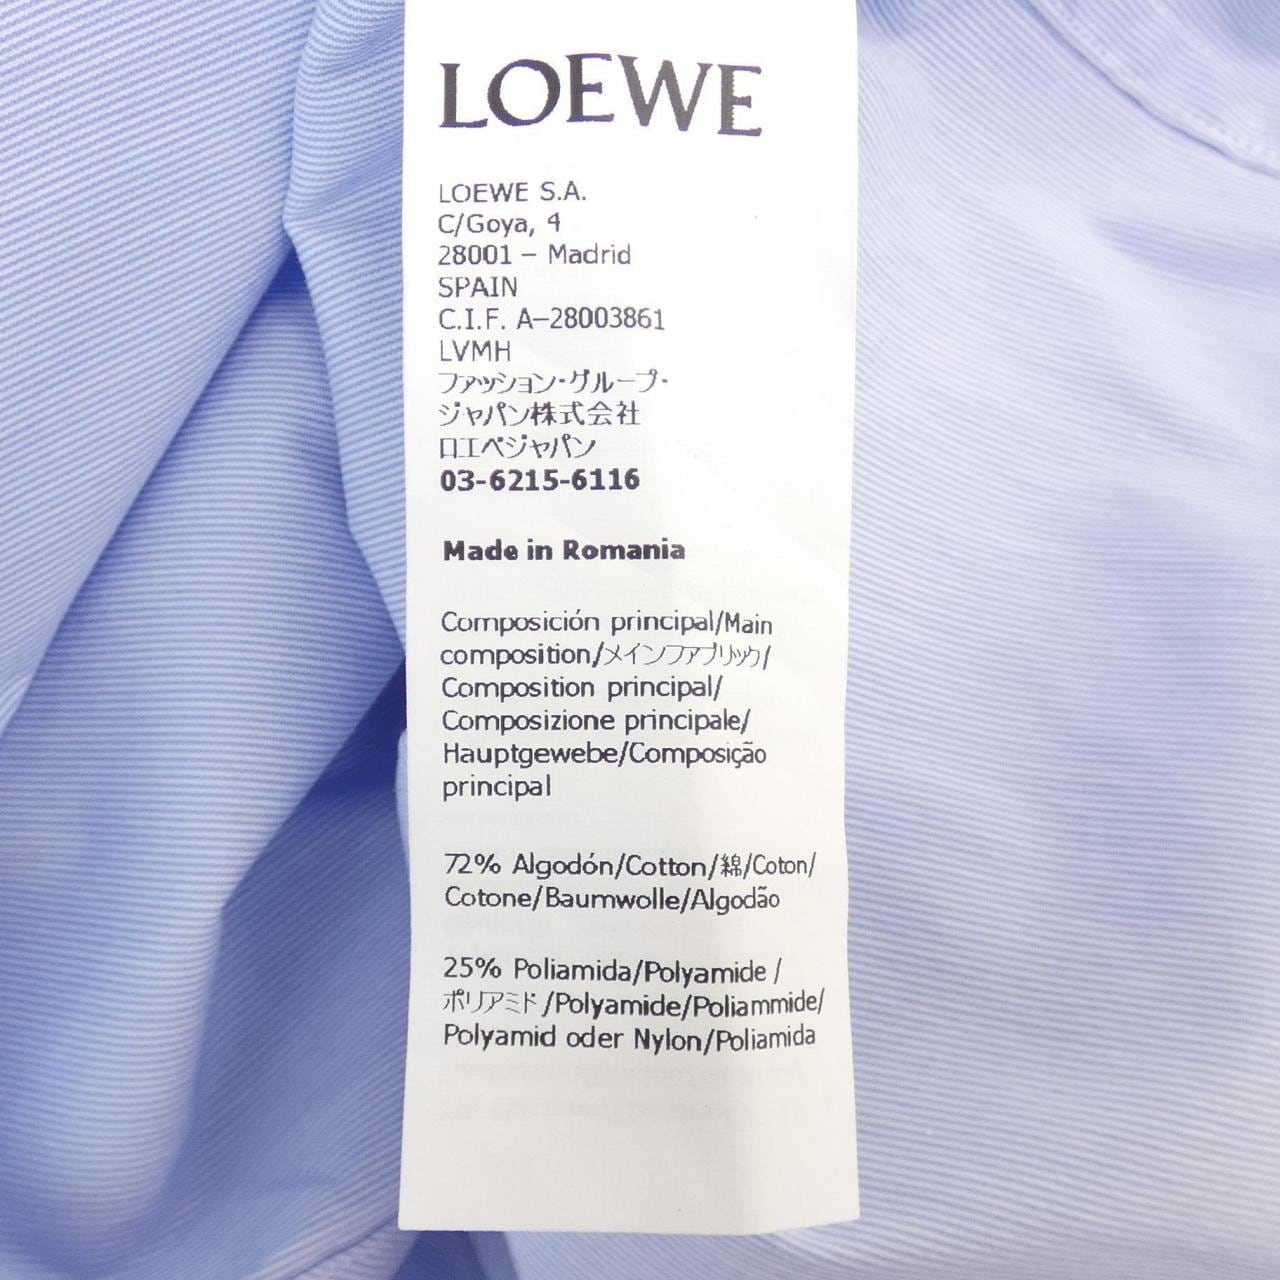 LOEWE
LOEWE S.A.
C/Goya, 4
28001 – Madrid
SPAIN
C.I.F. A–28003861
LVMH
ファッション・グループ・
ジャパン株式会社
ロエベジャパン
03-6215-6116
Made in Romania
Composición principal/Main
composition/メインファブリック/
Composition principal/
Composizione principale/
Hauptgewebe/Composição
principal
72% Algodón/Cotton/綿/Coton/
Cotone/Baumwolle/Algodão
25% Poliamida/Polyamide /
ポリアミド/Polyamide/Poliammide/
Polyamid oder Nylon/Poliamida